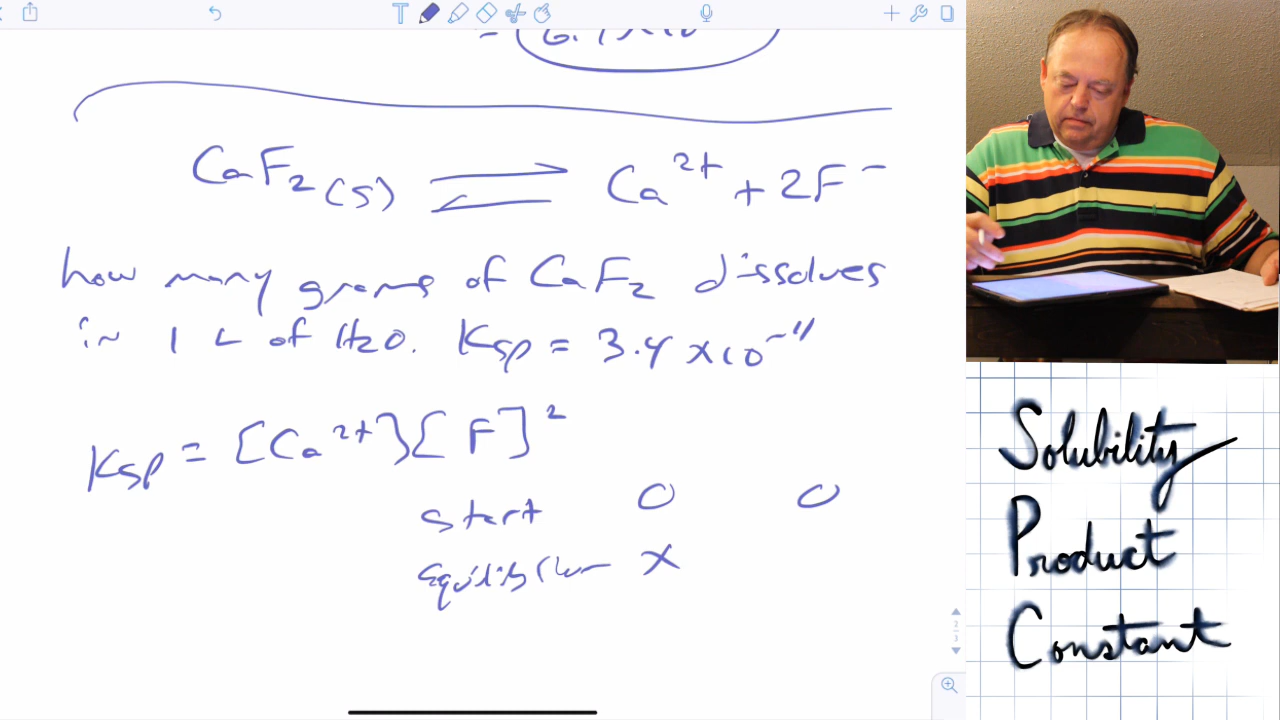 CaF2(s) ⇌ Ca2+ + 2F-
how many grams of CaF2 dissolves
in 1 L of H2O. Ksp = 3.4 x10-11
Ksp = [Ca2+][F]2
start 0 0
Equilibrium x
Solubility
Product
Constant